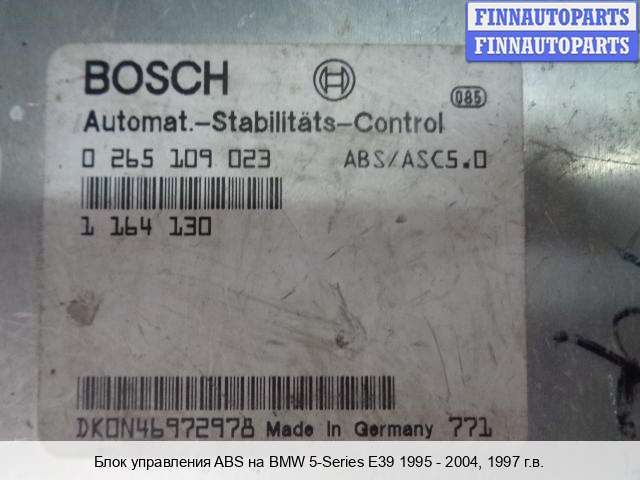 FINNAUTOPARTS
FINNAUTOPARTS
BOSCH
085
Automat.-Stabilitäts-Control
0 265 109 023 ABS/ASC5.0
1 164 130
DK0N46972978 Made in Germany 771
Блок управления ABS на BMW 5-Series E39 1995 - 2004, 1997 г.в.